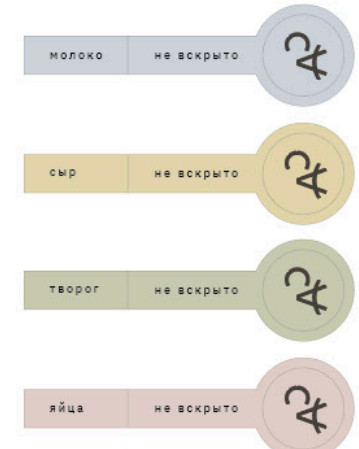 молоко не вскрыто
сыр не вскрыто
творог не вскрыто
яйца не вскрыто